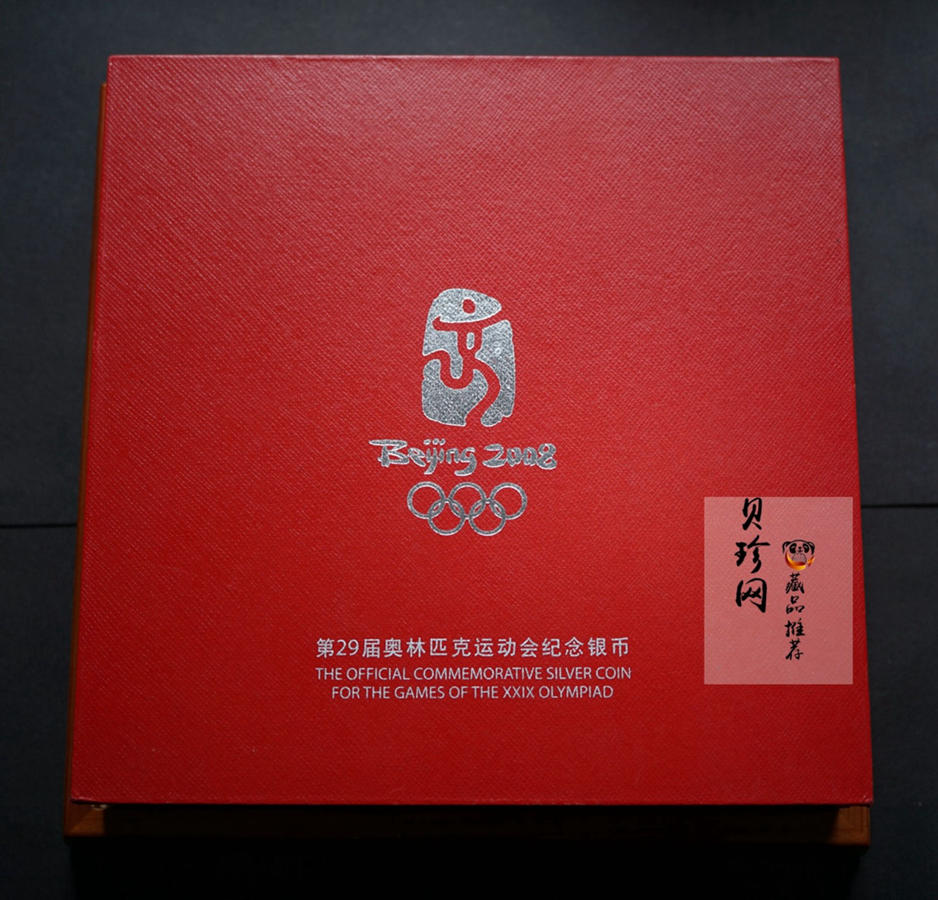 Beijing 2008
第29届奥林匹克运动会纪念银币
THE OFFICIAL COMMEMORATIVE SILVER COIN
FOR THE GAMES OF THE XXIX OLYMPIAD
贝珍网
藏品推荐